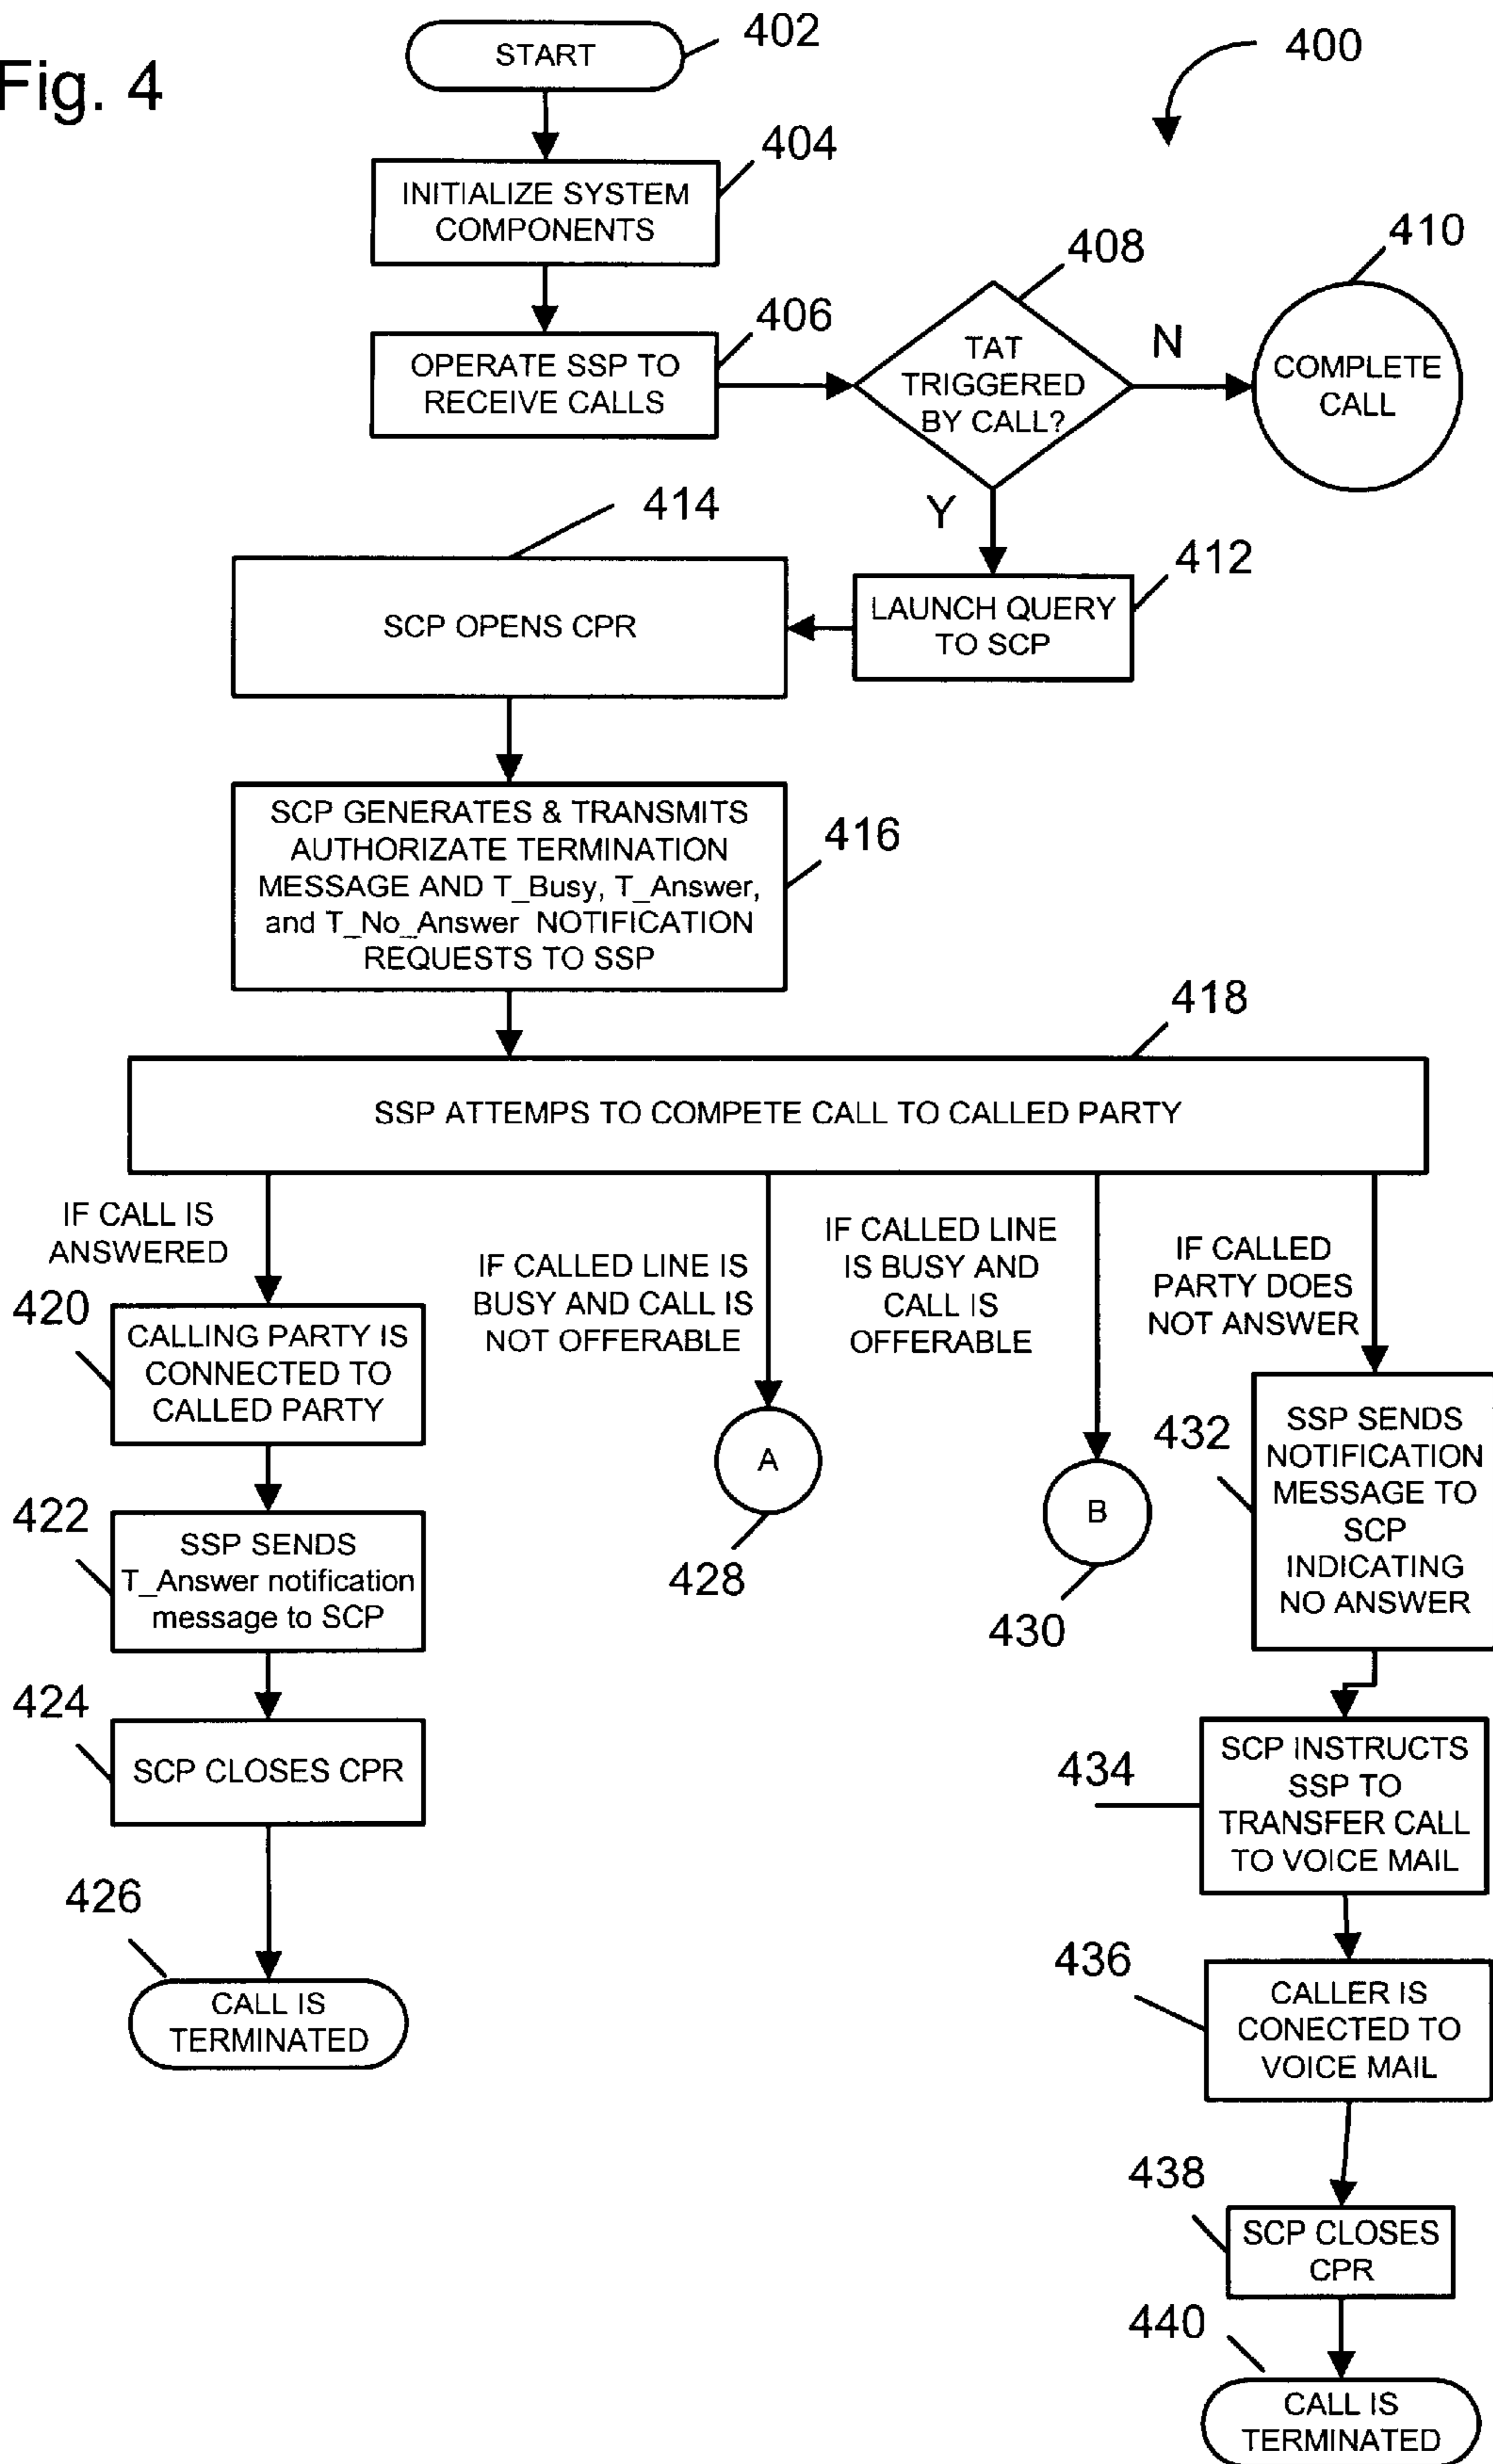 Fig. 4
START
402
400
INITIALIZE SYSTEM
COMPONENTS
404
OPERATE SSP TO
RECEIVE CALLS
406
TAT
TRIGGERED
BY CALL?
408
N
COMPLETE
CALL
410
Y
LAUNCH QUERY
TO SCP
412
SCP OPENS CPR
414
SCP GENERATES & TRANSMITS
AUTHORIZATE TERMINATION
MESSAGE AND T_Busy, T_Answer,
and T_No_Answer NOTIFICATION
REQUESTS TO SSP
416
418
SSP ATTEMPS TO COMPETE CALL TO CALLED PARTY
IF CALL IS
ANSWERED
420
CALLING PARTY IS
CONNECTED TO
CALLED PARTY
422
SSP SENDS
T_Answer notification
message to SCP
424
SCP CLOSES CPR
426
CALL IS
TERMINATED
IF CALLED LINE IS
BUSY AND CALL IS
NOT OFFERABLE
A
428
IF CALLED LINE
IS BUSY AND
CALL IS
OFFERABLE
B
430
IF CALLED
PARTY DOES
NOT ANSWER
432
SSP SENDS
NOTIFICATION
MESSAGE TO
SCP
INDICATING
NO ANSWER
434
SCP INSTRUCTS
SSP TO
TRANSFER CALL
TO VOICE MAIL
436
CALLER IS
CONECTED TO
VOICE MAIL
438
SCP CLOSES
CPR
440
CALL IS
TERMINATED